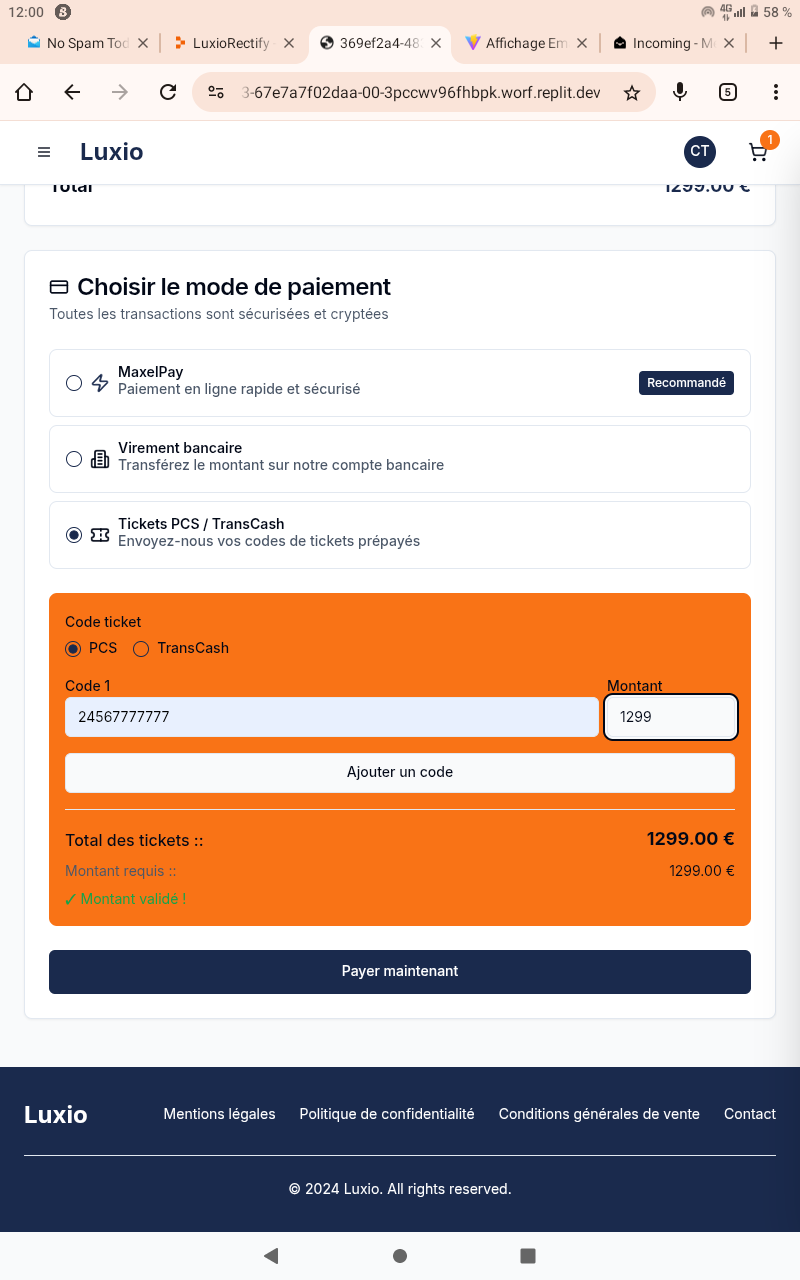 12:00
4G
58 %
No Spam Tod
LuxioRectify
369ef2a4-48
Affichage Em
Incoming - M
3-67e7a7f02daa-00-3pccwv96fhbpk.worf.replit.dev
5
Luxio
CT
1
Total
1299.00 €
Choisir le mode de paiement
Toutes les transactions sont sécurisées et cryptées
MaxelPay
Paiement en ligne rapide et sécurisé
Recommandé
Virement bancaire
Transférez le montant sur notre compte bancaire
Tickets PCS / TransCash
Envoyez-nous vos codes de tickets prépayés
Code ticket
PCS TransCash
Code 1 Montant
24567777777 1299
Ajouter un code
Total des tickets :: 1299.00 €
Montant requis :: 1299.00 €
✓ Montant validé !
Payer maintenant
Luxio Mentions légales Politique de confidentialité Conditions générales de vente Contact
© 2024 Luxio. All rights reserved.